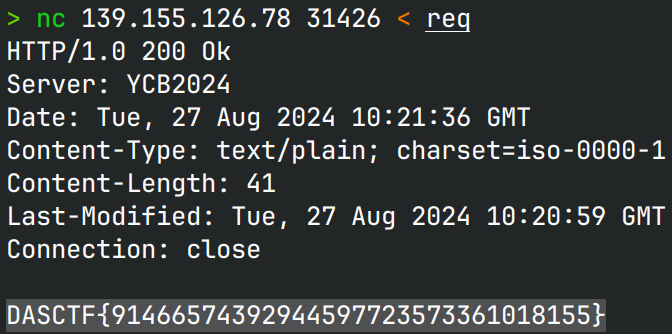 > nc 139.155.126.78 31426 < req
HTTP/1.0 200 Ok
Server: YCB2024
Date: Tue, 27 Aug 2024 10:21:36 GMT
Content-Type: text/plain; charset=iso-0000-1
Content-Length: 41
Last-Modified: Tue, 27 Aug 2024 10:20:59 GMT
Connection: close
DASCTF{91466574392944597723573361018155}